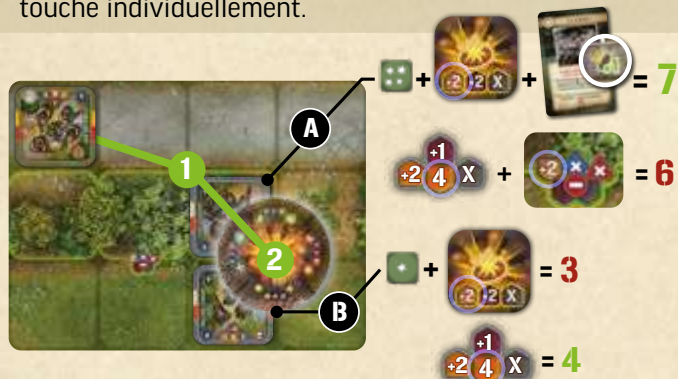 touche individuellement.
A
+ -2 -2 X + = 7
1
+1
+2 4 X + +2 X X = 6
2
+ -2 -2 X = 3
B
+1
+2 4 X = 4